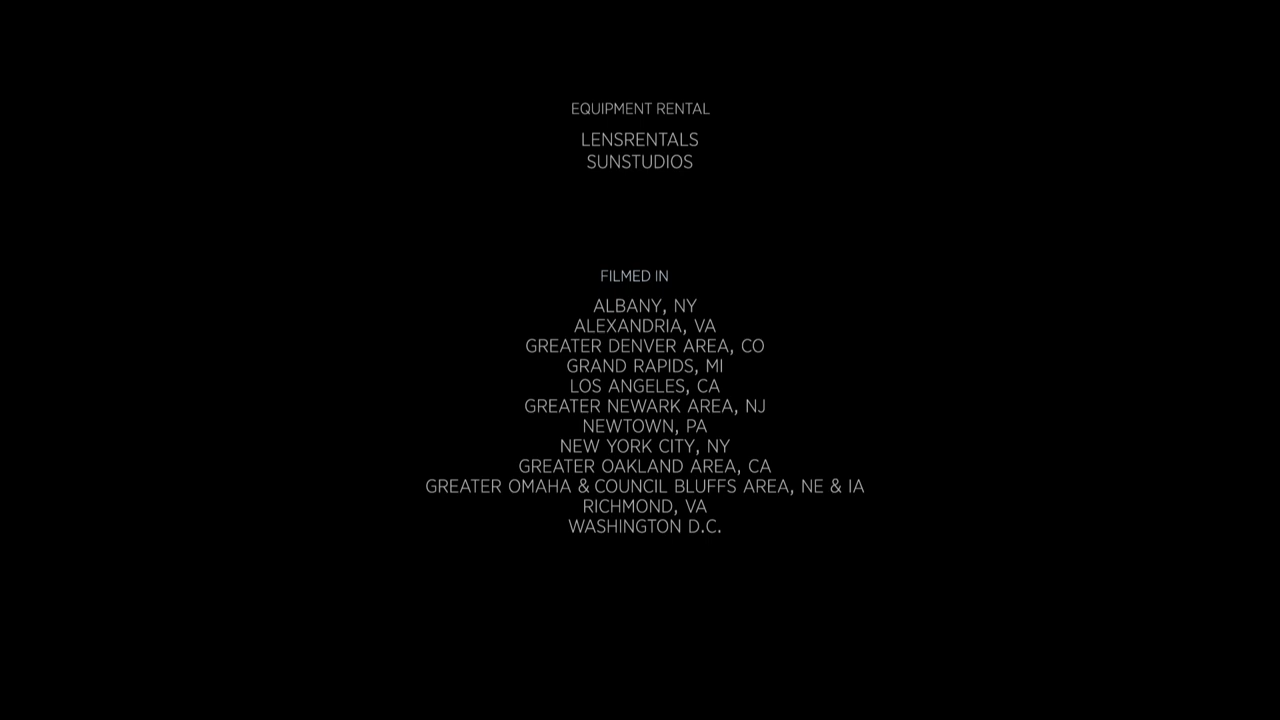 EQUIPMENT RENTAL
LENSRENTALS
SUNSTUDIOS
FILMED IN
ALBANY, NY
ALEXANDRIA, VA
GREATER DENVER AREA, CO
GRAND RAPIDS, MI
LOS ANGELES, CA
GREATER NEWARK AREA, NJ
NEWTOWN, PA
NEW YORK CITY, NY
GREATER OAKLAND AREA, CA
GREATER OMAHA & COUNCIL BLUFFS AREA, NE & IA
RICHMOND, VA
WASHINGTON D.C.